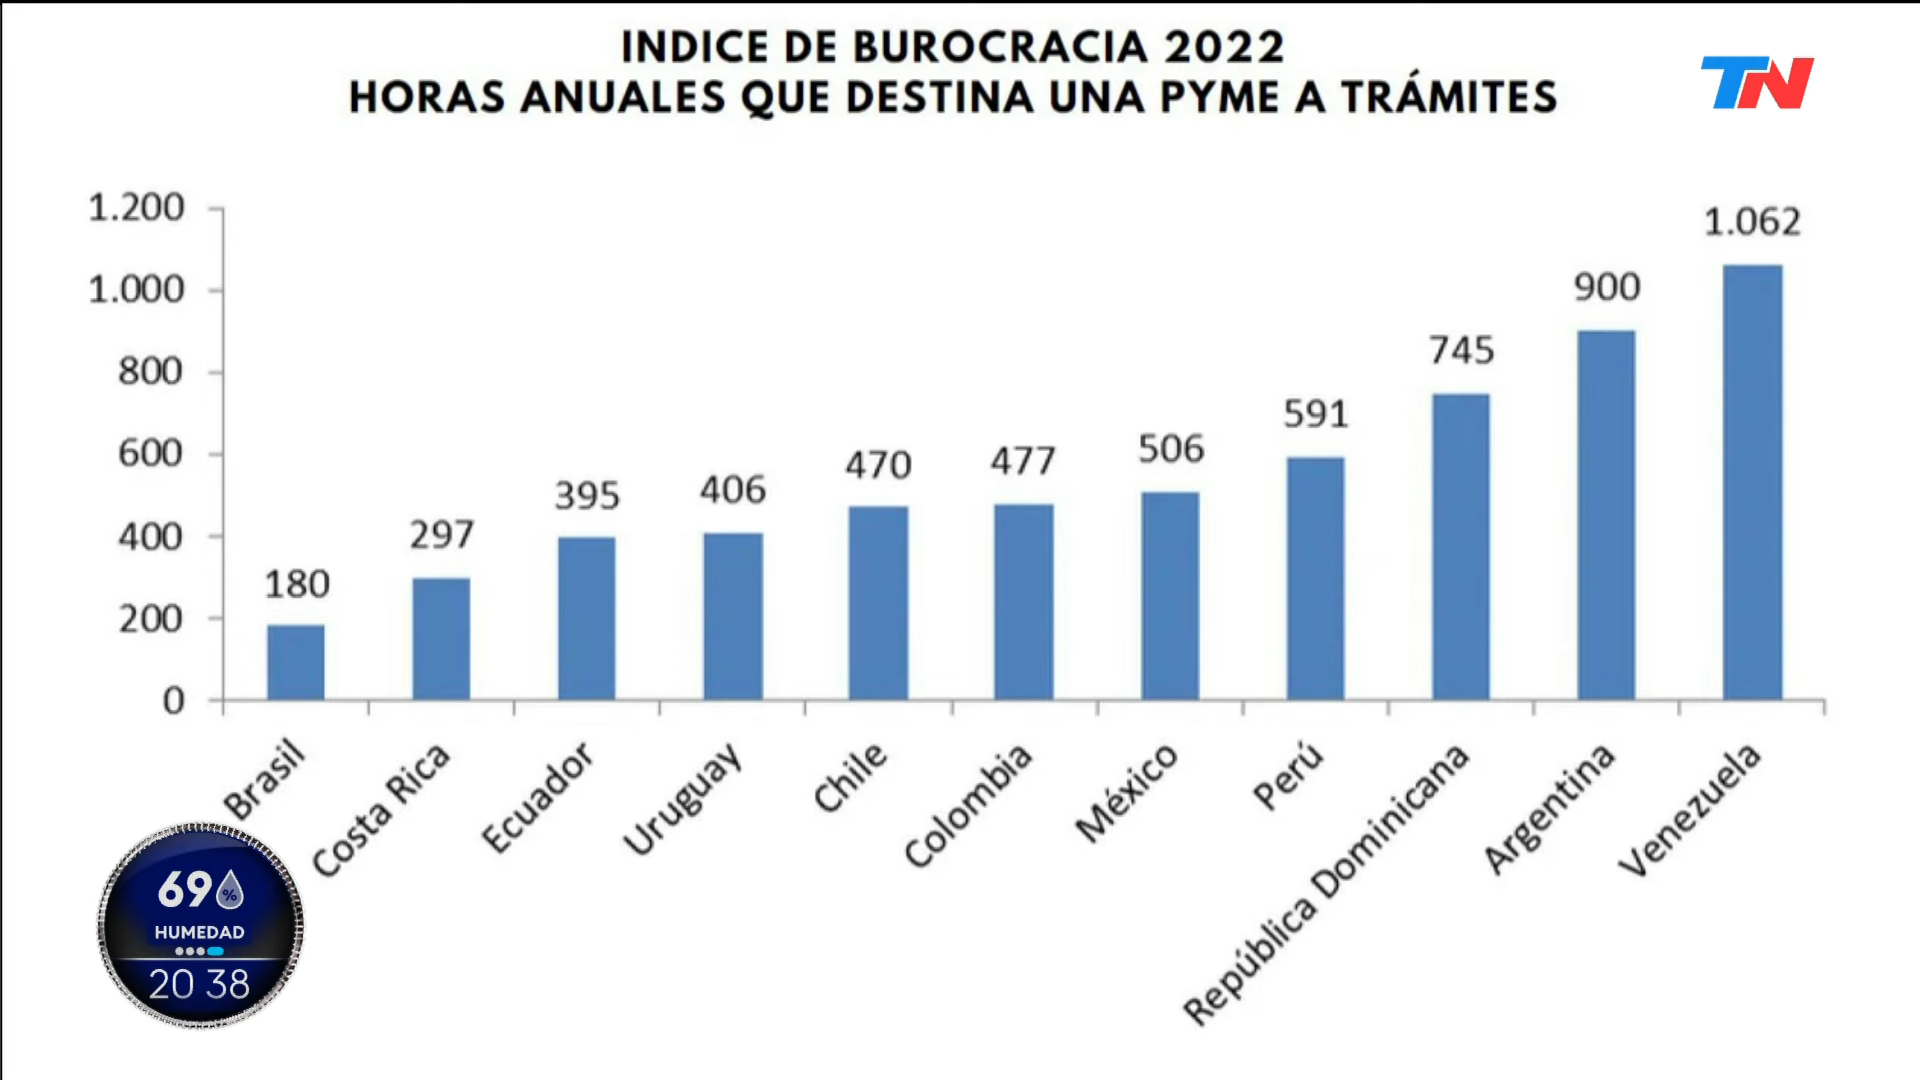 INDICE DE BUROCRACIA 2022
HORAS ANUALES QUE DESTINA UNA PYME A TRÁMITES
TN
1.200
1.000
800
600
400
200
0
180
297
395
406
470
477
506
591
745
900
1.062
Brasil
Costa Rica
Ecuador
Uruguay
Chile
Colombia
México
Perú
República Dominicana
Argentina
Venezuela
69 %
HUMEDAD
20 38